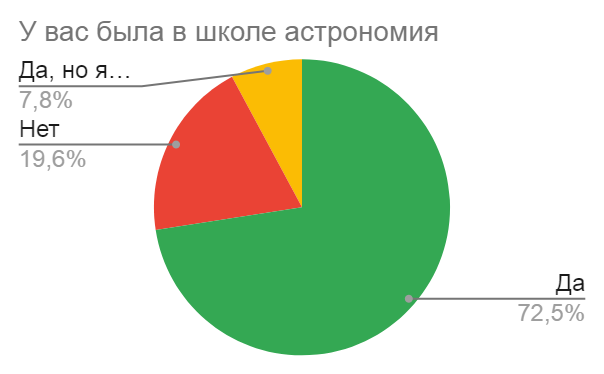 У вас была в школе астрономия
Да, но я…
7,8%
Нет
19,6%
Да
72,5%